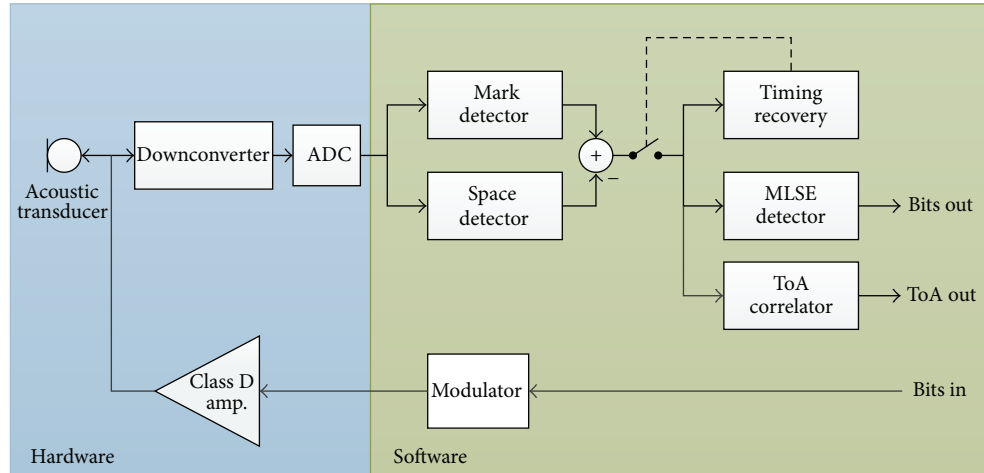 Mark
detector
Timing
recovery
Downconverter
ADC
+
−
Acoustic
transducer
Space
detector
MLSE
detector
Bits out
ToA
correlator
ToA out
Class D
amp.
Modulator
Bits in
Hardware
Software